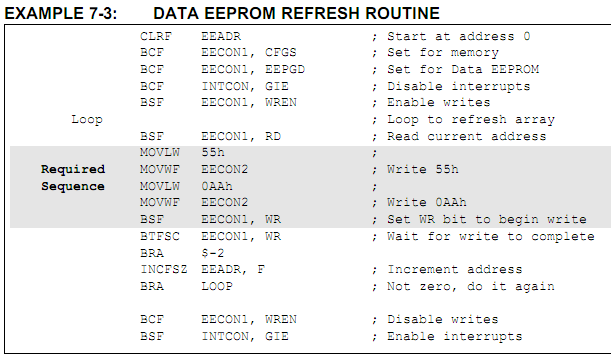 EXAMPLE 7-3: DATA EEPROM REFRESH ROUTINE
CLRF EEADR ; Start at address 0
BCF EECON1, CFGS ; Set for memory
BCF EECON1, EEPGD ; Set for Data EEPROM
BCF INTCON, GIE ; Disable interrupts
BSF EECON1, WREN ; Enable writes
Loop ; Loop to refresh array
BSF EECON1, RD ; Read current address
MOVLW 55h ;
Required MOVWF EECON2 ; Write 55h
Sequence MOVLW 0AAh ;
MOVWF EECON2 ; Write 0AAh
BSF EECON1, WR ; Set WR bit to begin write
BTFSC EECON1, WR ; Wait for write to complete
BRA $-2
INCFSZ EEADR, F ; Increment address
BRA LOOP ; Not zero, do it again
BCF EECON1, WREN ; Disable writes
BSF INTCON, GIE ; Enable interrupts